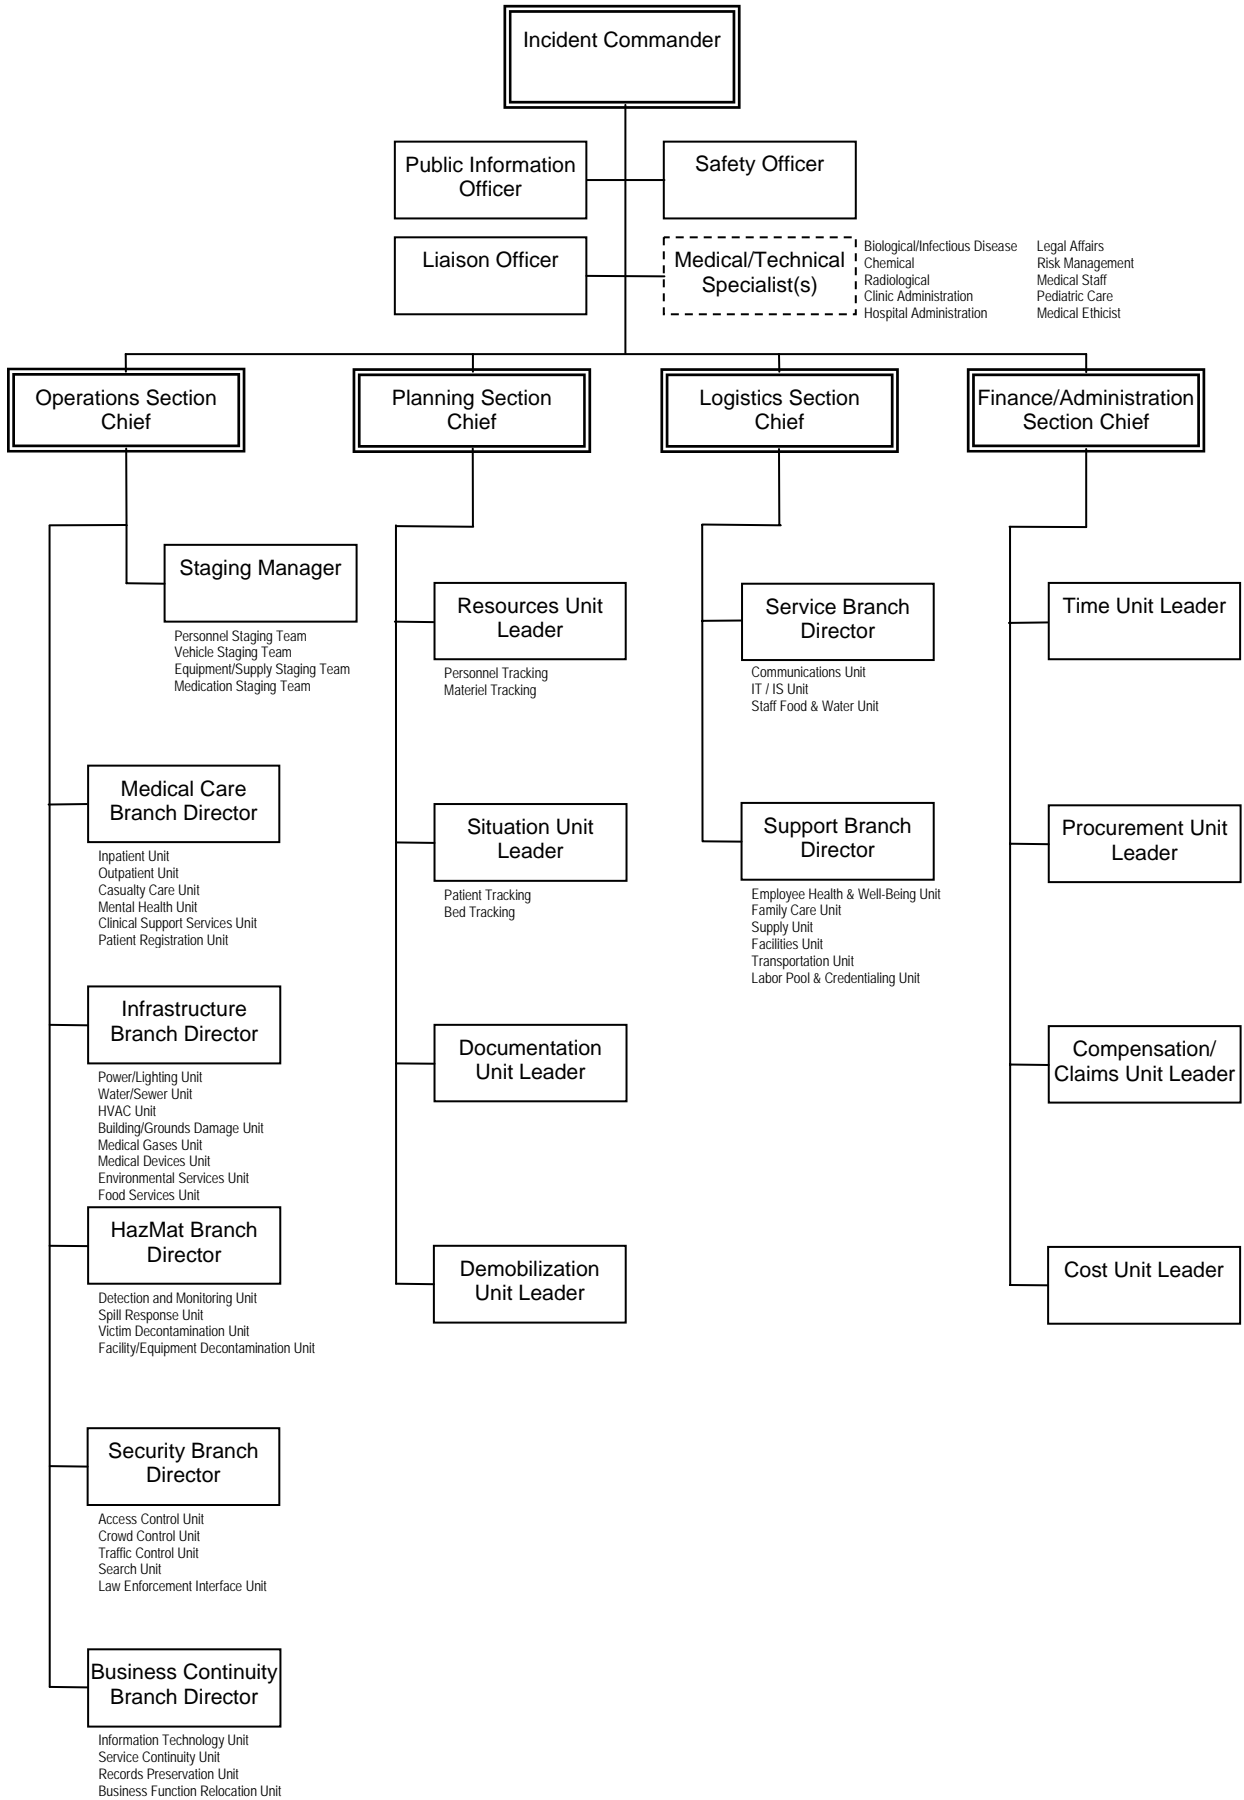 Incident Commander
Public Information
Officer
Safety Officer
Liaison Officer
Medical/Technical
Specialist(s)
Biological/Infectious Disease
Chemical
Radiological
Clinic Administration
Hospital Administration
Legal Affairs
Risk Management
Medical Staff
Pediatric Care
Medical Ethicist
Operations Section
Chief
Planning Section
Chief
Logistics Section
Chief
Finance/Administration
Section Chief
Staging Manager
Personnel Staging Team
Vehicle Staging Team
Equipment/Supply Staging Team
Medication Staging Team
Medical Care
Branch Director
Inpatient Unit
Outpatient Unit
Casualty Care Unit
Mental Health Unit
Clinical Support Services Unit
Patient Registration Unit
Infrastructure
Branch Director
Power/Lighting Unit
Water/Sewer Unit
HVAC Unit
Building/Grounds Damage Unit
Medical Gases Unit
Medical Devices Unit
Environmental Services Unit
Food Services Unit
HazMat Branch
Director
Detection and Monitoring Unit
Spill Response Unit
Victim Decontamination Unit
Facility/Equipment Decontamination Unit
Security Branch
Director
Access Control Unit
Crowd Control Unit
Traffic Control Unit
Search Unit
Law Enforcement Interface Unit
Business Continuity
Branch Director
Information Technology Unit
Service Continuity Unit
Records Preservation Unit
Business Function Relocation Unit
Resources Unit
Leader
Personnel Tracking
Materiel Tracking
Situation Unit
Leader
Patient Tracking
Bed Tracking
Documentation
Unit Leader
Demobilization
Unit Leader
Service Branch
Director
Communications Unit
IT / IS Unit
Staff Food & Water Unit
Support Branch
Director
Employee Health & Well-Being Unit
Family Care Unit
Supply Unit
Facilities Unit
Transportation Unit
Labor Pool & Credentialing Unit
Time Unit Leader
Procurement Unit
Leader
Compensation/
Claims Unit Leader
Cost Unit Leader